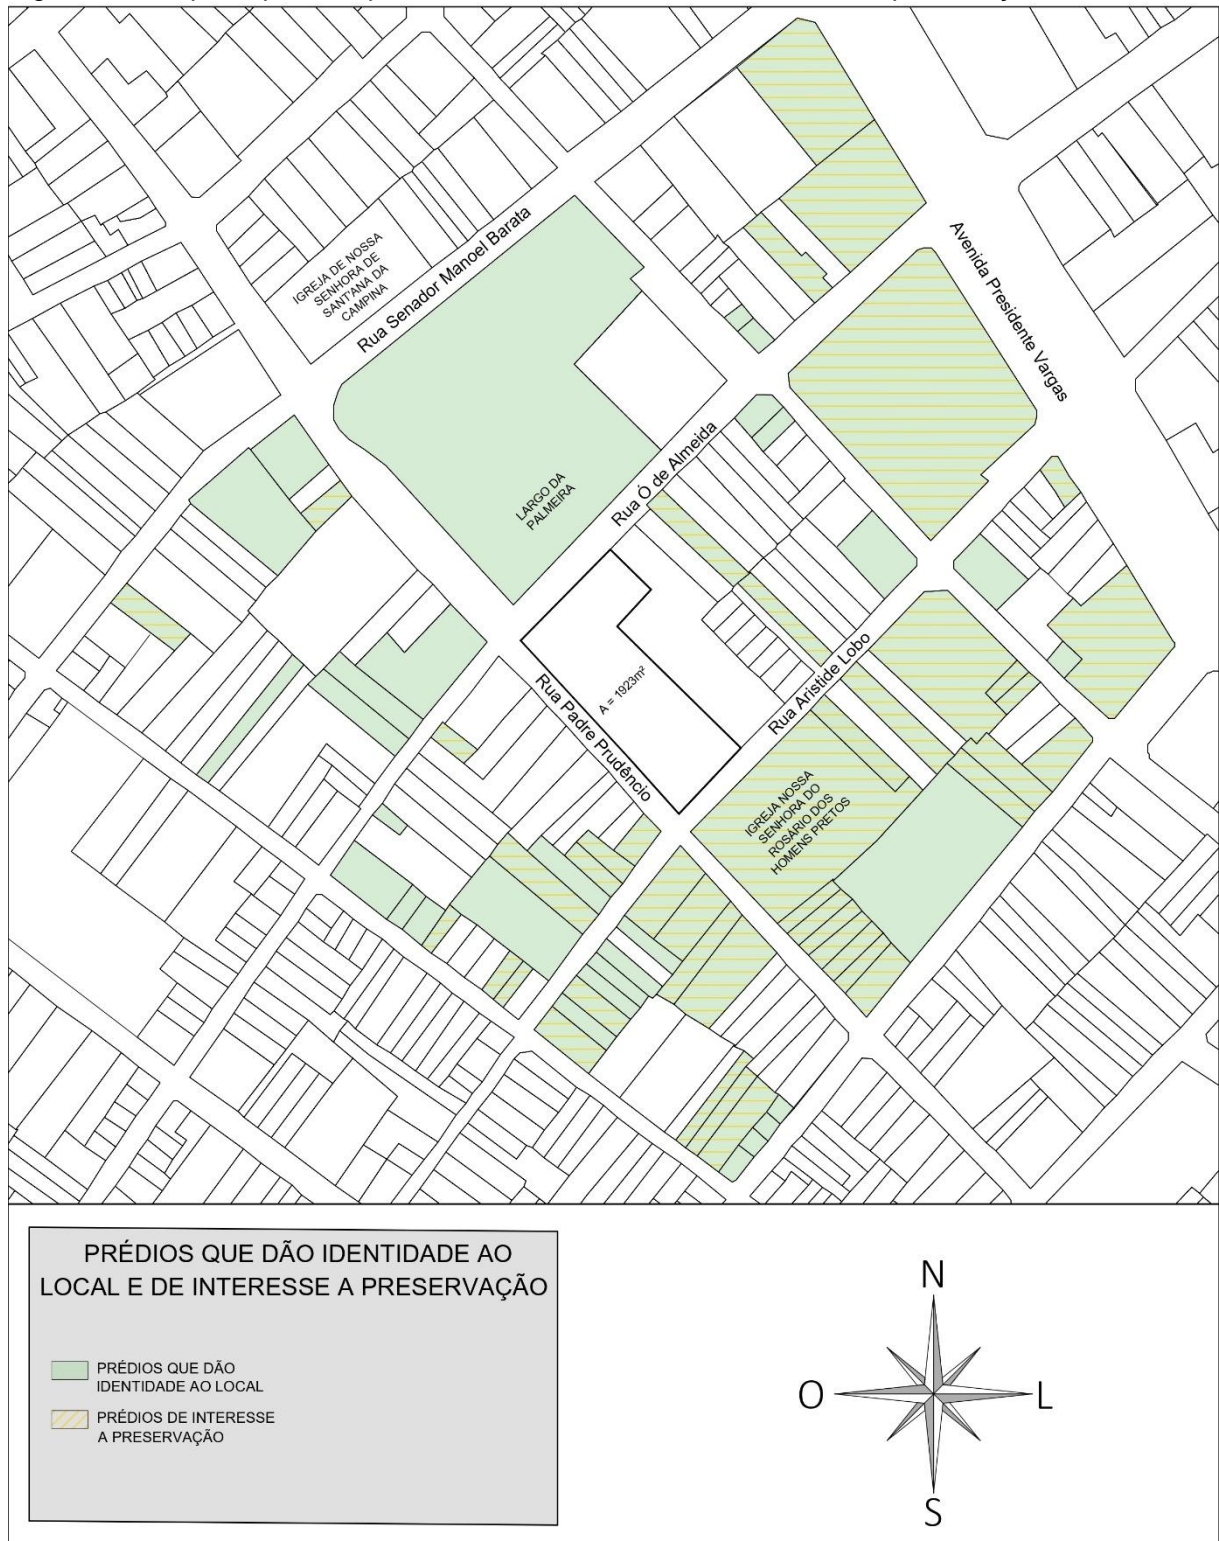 Avenida Presidente Vargas
IGREJA DE NOSSA
SENHORA DE
SANT'ANA DA
CAMPINA
Rua Senador Manoel Barata
LARGO DA
PALMEIRA
Rua Ó de Almeida
A = 1923m²
Rua Padre Prudêncio
Rua Aristide Lobo
IGREJA NOSSA
SENHORA DO
ROSÁRIO DOS
HOMENS PRETOS
PRÉDIOS QUE DÃO IDENTIDADE AO
LOCAL E DE INTERESSE A PRESERVAÇÃO
PRÉDIOS QUE DÃO
IDENTIDADE AO LOCAL
PRÉDIOS DE INTERESSE
A PRESERVAÇÃO
N
O
L
S